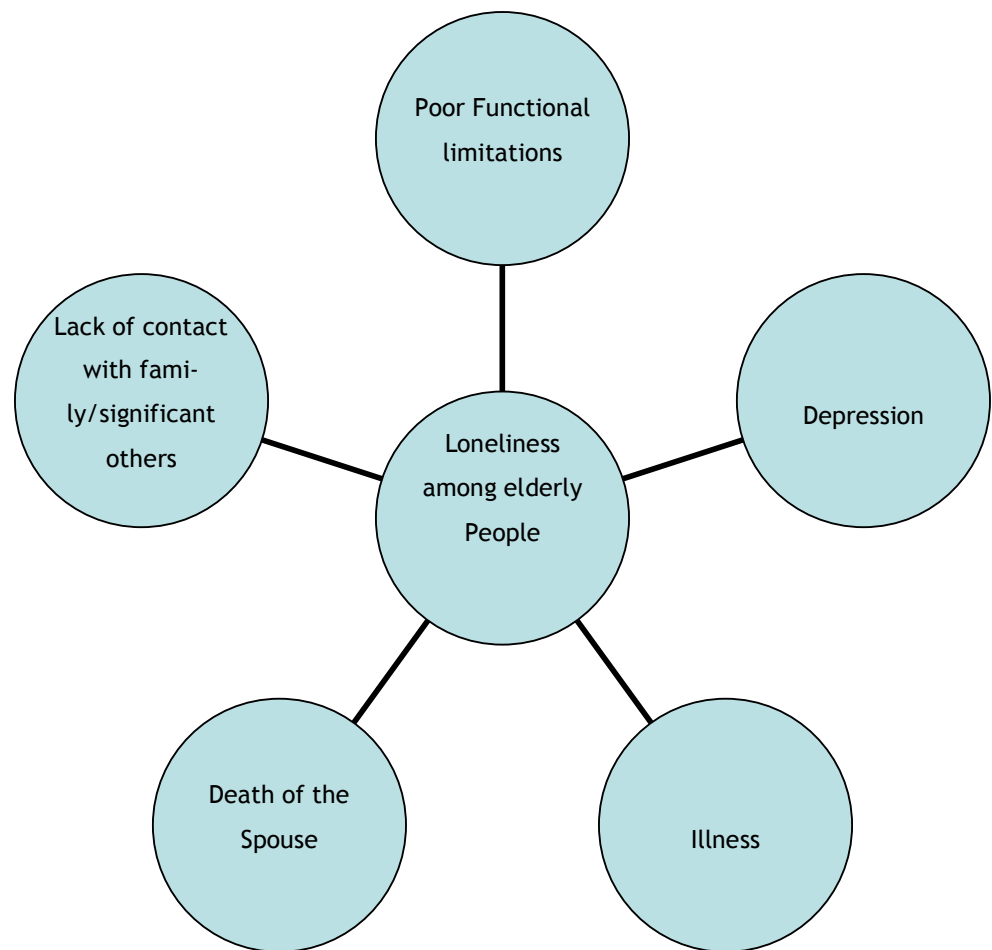 Poor Functional
limitations
Lack of contact
with fami-
ly/significant
others
Depression
Loneliness
among elderly
People
Death of the
Spouse
Illness